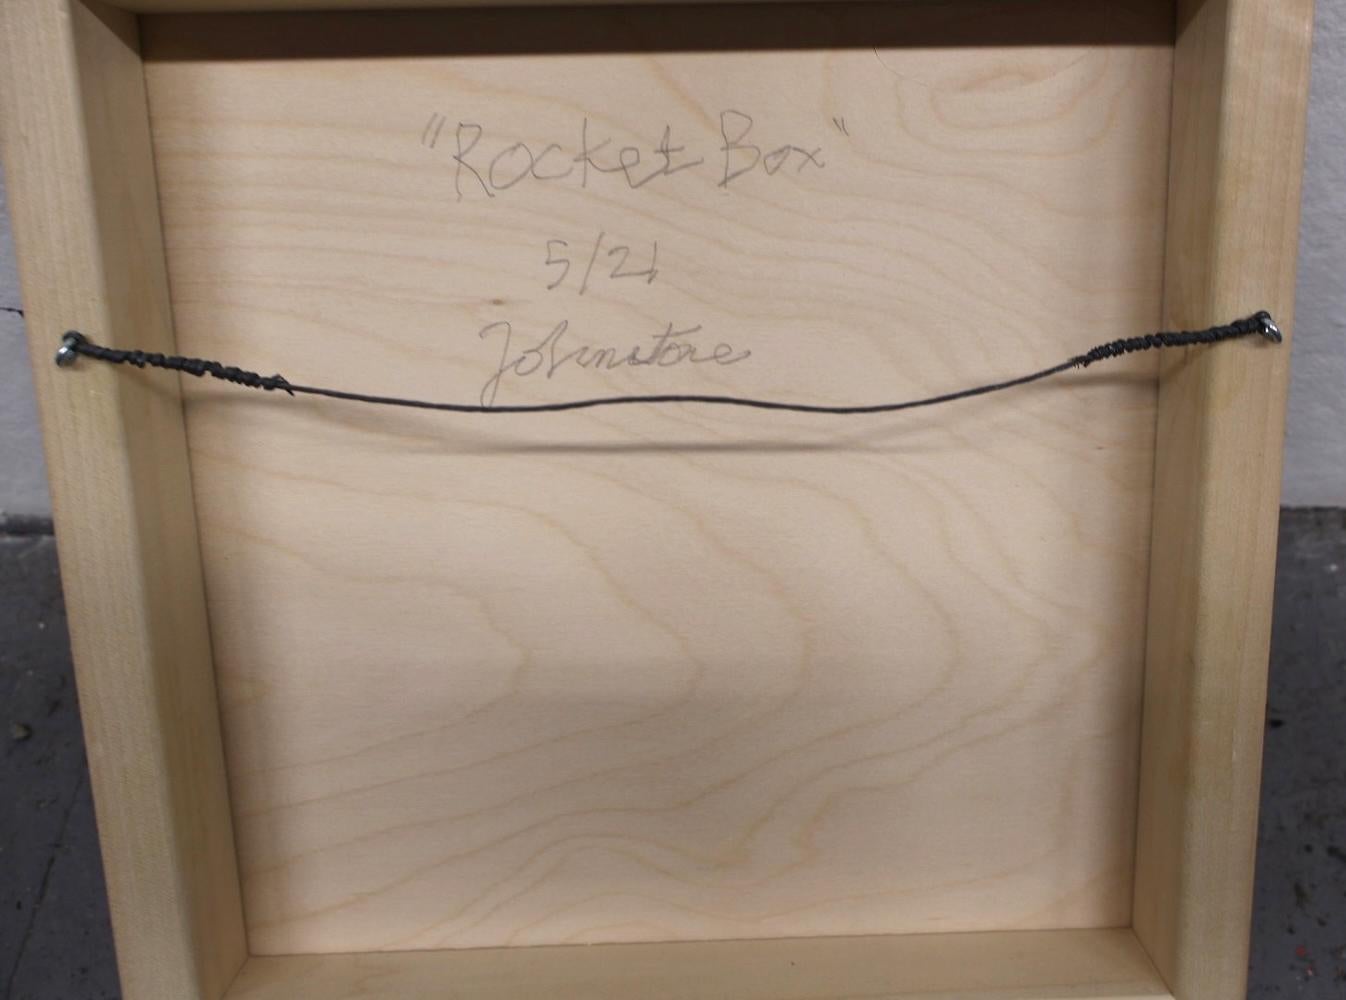 "Rocket Box"
5/21
Johnstone